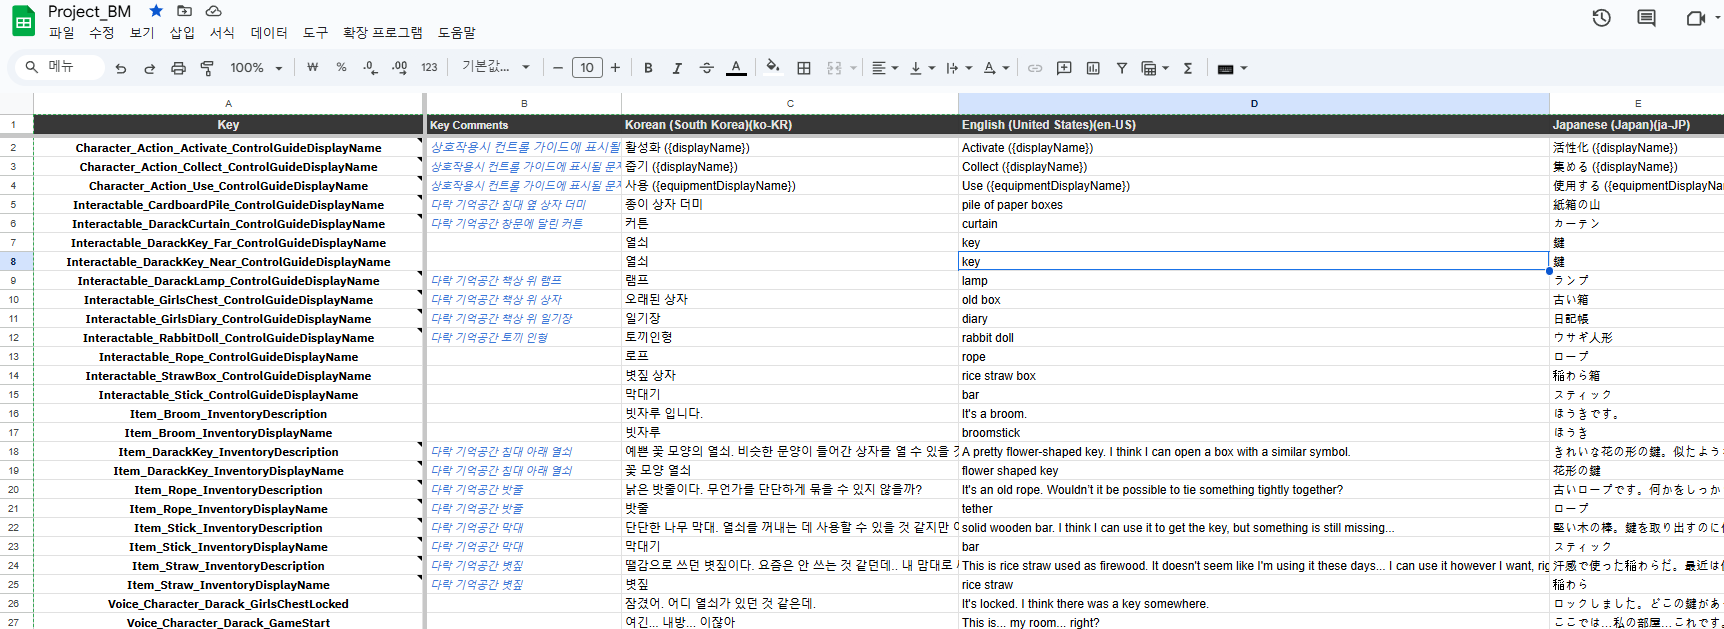 Project_BM
파일 수정 보기 삽입 서식 데이터 도구 확장 프로그램 도움말
메뉴 100% ₩ % .0 .00 123 기본값... 10 B I A
A B C D E
1 Key Key Comments Korean (South Korea)(ko-KR) English (United States)(en-US) Japanese (Japan)(ja-JP)
2 Character_Action_Activate_ControlGuideDisplayName 상호작용시 컨트롤 가이드에 표시될 활성화 ({displayName}) Activate ({displayName}) 活性化 ({displayName})
3 Character_Action_Collect_ControlGuideDisplayName 상호작용시 컨트롤 가이드에 표시될 문 줍기 ({displayName}) Collect ({displayName}) 集める ({displayName})
4 Character_Action_Use_ControlGuideDisplayName 상호작용시 컨트롤 가이드에 표시될 문 사용 ({equipmentDisplayName}) Use ({equipmentDisplayName}) 使用する ({equipmentDisplayNa
5 Interactable_CardboardPile_ControlGuideDisplayName 다락 기억공간 침대 옆 상자 더미 종이 상자 더미 pile of paper boxes 紙箱の山
6 Interactable_DarackCurtain_ControlGuideDisplayName 다락 기억공간 창문에 달린 커튼 커튼 curtain カーテン
7 Interactable_DarackKey_Far_ControlGuideDisplayName 열쇠 key 鍵
8 Interactable_DarackKey_Near_ControlGuideDisplayName 열쇠 key 鍵
9 Interactable_DarackLamp_ControlGuideDisplayName 다락 기억공간 책상 위 램프 램프 lamp ランプ
10 Interactable_GirlsChest_ControlGuideDisplayName 다락 기억공간 책상 위 상자 오래된 상자 old box 古い箱
11 Interactable_GirlsDiary_ControlGuideDisplayName 다락 기억공간 책상 위 일기장 일기장 diary 日記帳
12 Interactable_RabbitDoll_ControlGuideDisplayName 다락 기억공간 토끼 인형 토끼인형 rabbit doll ウサギ人形
13 Interactable_Rope_ControlGuideDisplayName 로프 rope ロープ
14 Interactable_StrawBox_ControlGuideDisplayName 볏짚 상자 rice straw box 稲わら箱
15 Interactable_Stick_ControlGuideDisplayName 막대기 bar スティック
16 Item_Broom_InventoryDescription 빗자루 입니다. It's a broom. ほうきです。
17 Item_Broom_InventoryDisplayName 빗자루 broomstick ほうき
18 Item_DarackKey_InventoryDescription 다락 기억공간 침대 아래 열쇠 예쁜 꽃 모양의 열쇠. 비슷한 문양이 들어간 상자를 열 수 있을 A pretty flower-shaped key. I think I can open a box with a similar symbol. きれいな花の形の鍵。似たよう
19 Item_DarackKey_InventoryDisplayName 다락 기억공간 침대 아래 열쇠 꽃 모양 열쇠 flower shaped key 花形の鍵
20 Item_Rope_InventoryDescription 다락 기억공간 밧줄 낡은 밧줄이다. 무언가를 단단하게 묶을 수 있지 않을까? It's an old rope. Wouldn't it be possible to tie something tightly together? 古いロープです。何かをしっか
21 Item_Rope_InventoryDisplayName 다락 기억공간 밧줄 밧줄 tether ロープ
22 Item_Stick_InventoryDescription 다락 기억공간 막대 단단한 나무 막대. 열쇠를 꺼내는 데 사용할 수 있을 것 같지만 solid wooden bar. I think I can use it to get the key, but something is still missing... 堅い木の棒。鍵を取り出すのに
23 Item_Stick_InventoryDisplayName 다락 기억공간 막대 막대기 bar スティック
24 Item_Straw_InventoryDescription 다락 기억공간 볏짚 땔감으로 쓰던 볏짚이다. 요즘은 안 쓰는 것 같던데.. 내 맘대로 This is rice straw used as firewood. It doesn't seem like I'm using it these days... I can use it however I want, rig 汗感で使った稲わらだ。最近は
25 Item_Straw_InventoryDisplayName 다락 기억공간 볏짚 볏짚 rice straw 稲わら
26 Voice_Character_Darack_GirlsChestLocked 잠겼어. 어디 열쇠가 있던 것 같은데. It's locked. I think there was a key somewhere. ロックしました。どこの鍵があ
27 Voice_Character_Darack_GameStart 여긴... 내방... 이잖아 This is... my room... right? ここでは...私の部屋...これです。